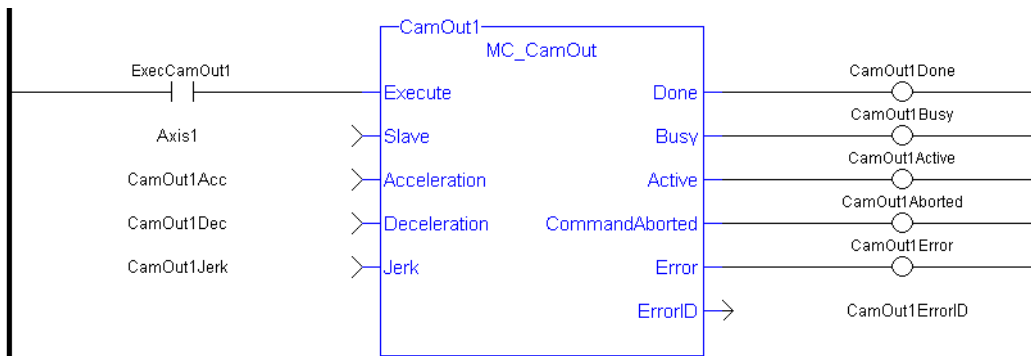 CamOut1
MC_CamOut
ExecCamOut1
Execute
Done
CamOut1Done
Axis1
Slave
Busy
CamOut1Busy
CamOut1Acc
Acceleration
Active
CamOut1Active
CamOut1Dec
Deceleration
CommandAborted
CamOut1Aborted
CamOut1Jerk
Jerk
Error
CamOut1Error
ErrorID
CamOut1ErrorID